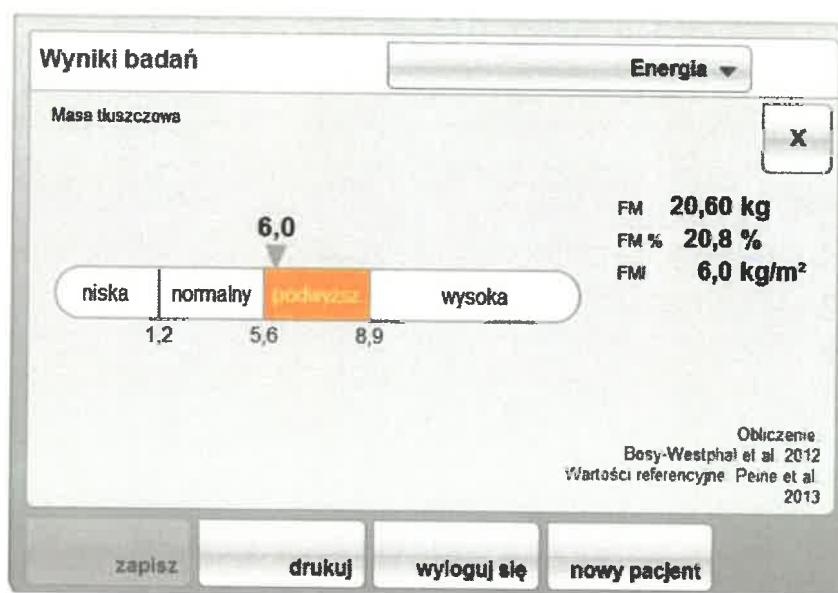 Wyniki badań
Energia
Masa tłuszczowa
X
6,0
FM 20,60 kg
FM % 20,8 %
FMI 6,0 kg/m²
niska normalny podwyższ. wysoka
1,2 5,6 8,9
Obliczenie:
Bosy-Westphal et al. 2012
Wartości referencyjne: Peine et al.
2013
zapisz drukuj wyloguj się nowy pacjent